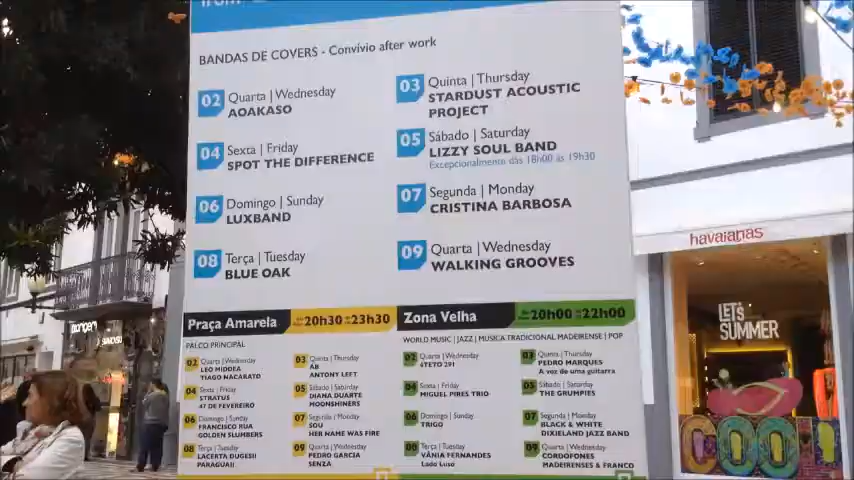 BANDAS DE COVERS - Convívio after work
02 Quarta | Wednesday
AOAKASO
03 Quinta | Thursday
STARDUST ACOUSTIC
PROJECT
04 Sexta | Friday
SPOT THE DIFFERENCE
05 Sábado | Saturday
LIZZY SOUL BAND
Excepcionalmente das 18h00 às 19h30
06 Domingo | Sunday
LUXBAND
07 Segunda | Monday
CRISTINA BARBOSA
08 Terça | Tuesday
BLUE OAK
09 Quarta | Wednesday
WALKING GROOVES
Praça Amarela
20h30 23h30
PALCO PRINCIPAL
02 Quarta | Wednesday
LEO MIDDEA
TIAGO NACARATO
03 Quinta | Thursday
AB
ANTONY LEFT
04 Sexta | Friday
STRATUS
47 DE FEVEREIRO
05 Sábado | Saturday
DIANA DUARTE
MOONSHINERS
06 Domingo | Sunday
FRANCISCO RUA
GOLDEN SLUMBERS
07 Segunda | Monday
SOU
HER NAME WAS FIRE
08 Terça | Tuesday
LACERTA DUGESII
PARAGUAII
09 Quarta | Wednesday
PEDRO GARCIA
SENZA
Zona Velha
20h00 22h00
WORLD MUSIC | JAZZ | MUSICA TRADICIONAL MADEIRENSE | POP
02 Quarta | Wednesday
4TETO 291
03 Quinta | Thursday
PEDRO MARQUES
A voz de uma guitarra
04 Sexta | Friday
MIGUEL PIRES TRIO
05 Sábado | Saturday
THE GRUMPIES
06 Domingo | Sunday
TRIGO
07 Segunda | Monday
BLACK & WHITE
DIXIELAND JAZZ BAND
08 Terça | Tuesday
VÂNIA FERNANDES
Lado Luso
09 Quarta | Wednesday
CORDOFONES
MADEIRENSES & FRANCO
havaianas
LET'S
SUMMER
COOL